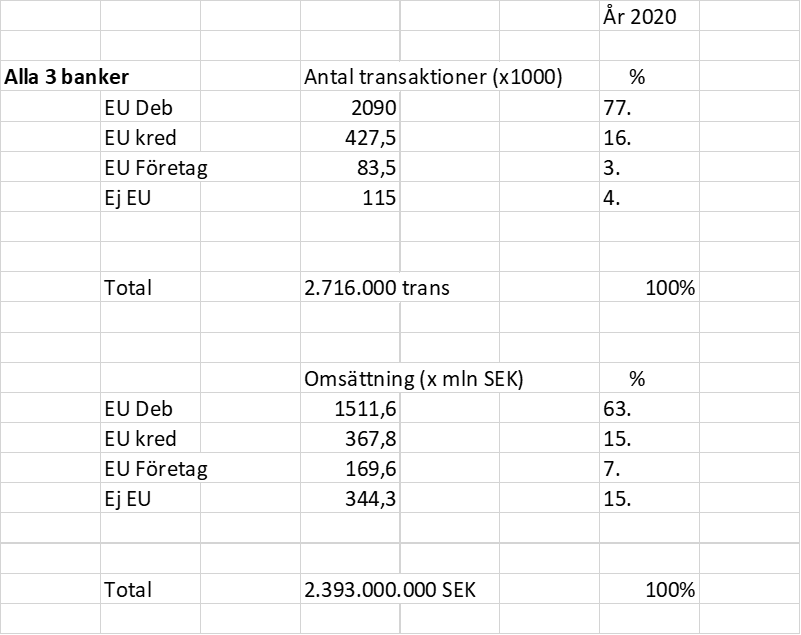 År 2020
Alla 3 banker Antal transaktioner (x1000) %
EU Deb 2090 77.
EU kred 427,5 16.
EU Företag 83,5 3.
Ej EU 115 4.
Total 2.716.000 trans 100%
Omsättning (x mln SEK) %
EU Deb 1511,6 63.
EU kred 367,8 15.
EU Företag 169,6 7.
Ej EU 344,3 15.
Total 2.393.000.000 SEK 100%